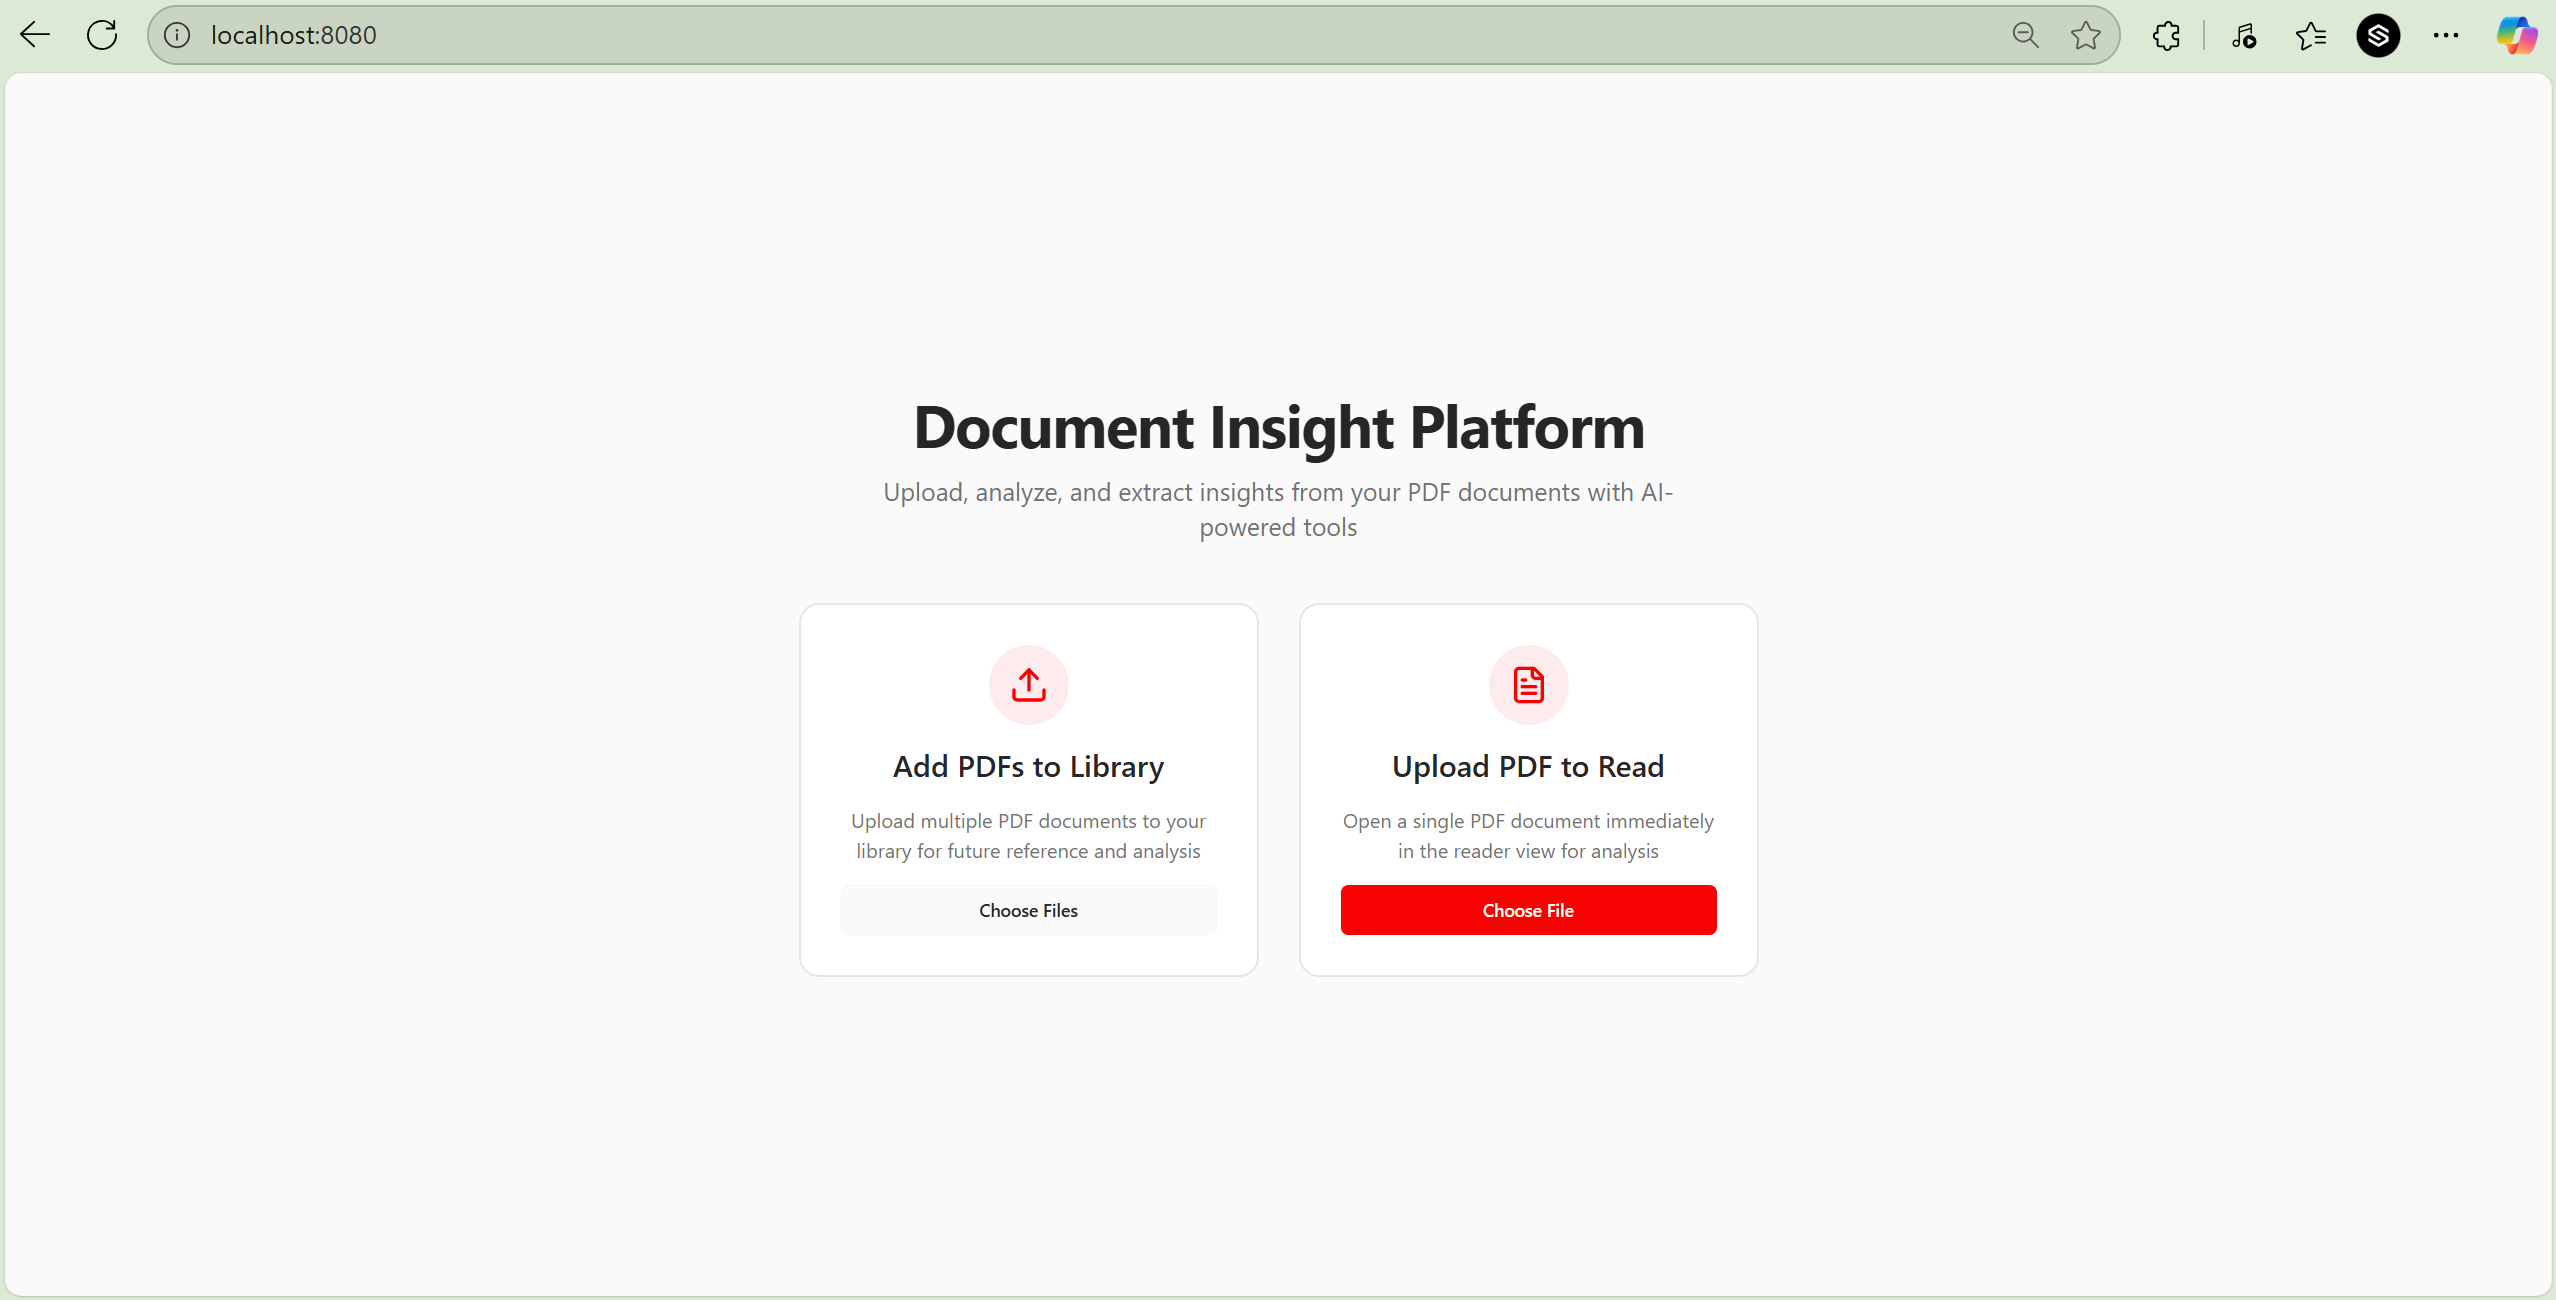 localhost:8080
Document Insight Platform
Upload, analyze, and extract insights from your PDF documents with AI-
powered tools
Add PDFs to Library
Upload multiple PDF documents to your
library for future reference and analysis
Choose Files
Upload PDF to Read
Open a single PDF document immediately
in the reader view for analysis
Choose File